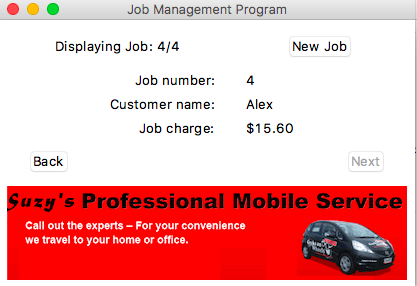 Job Management Program
Displaying Job: 4/4
New Job
Job number: 4
Customer name: Alex
Job charge: $15.60
Back
Next
Suzy's Professional Mobile Service
Call out the experts – For your convenience
we travel to your home or office.